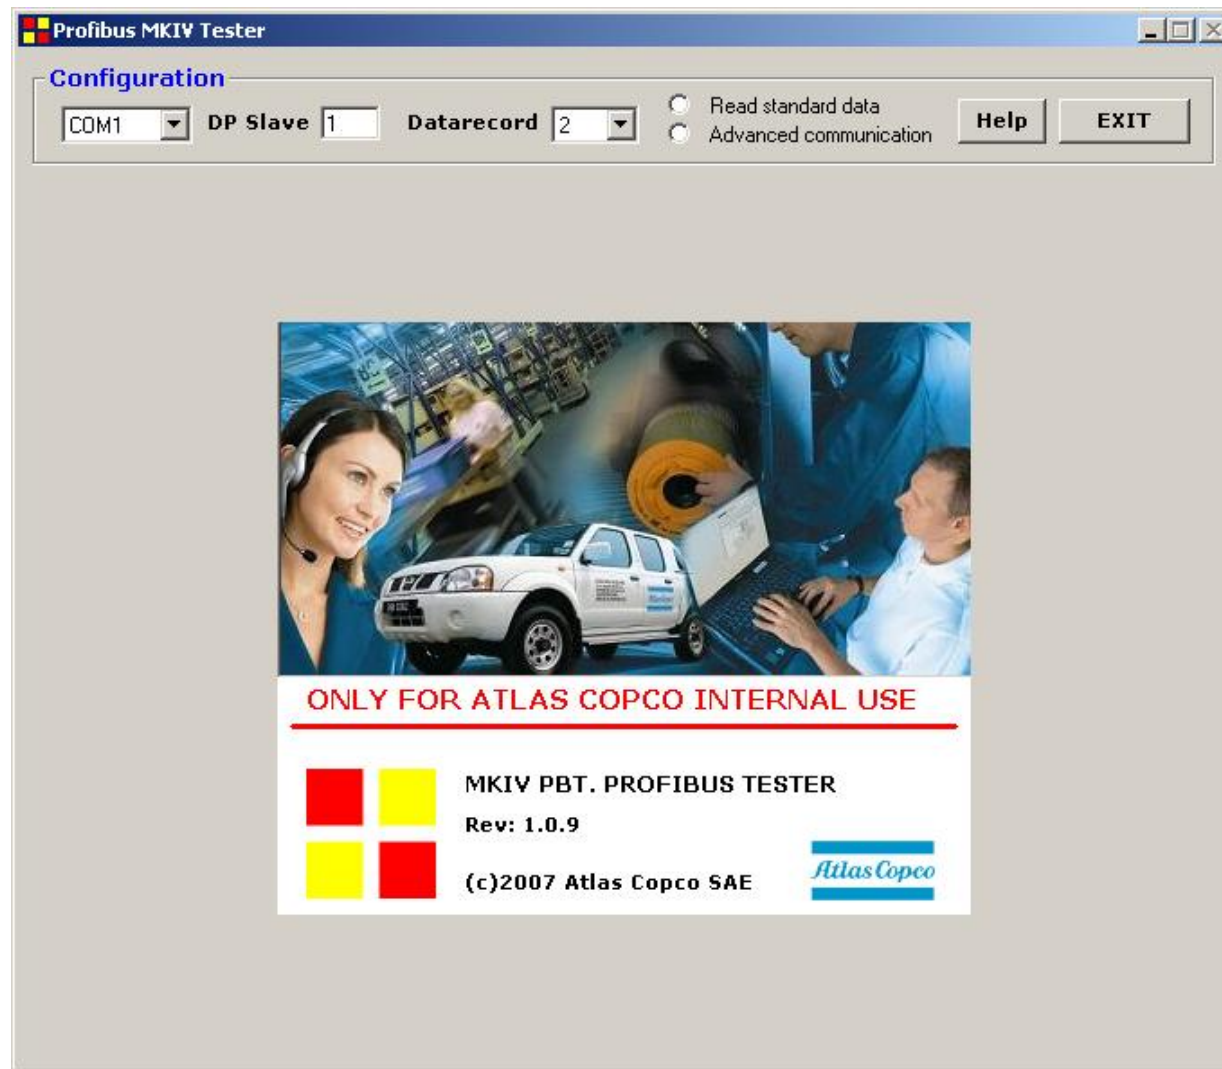 Profibus MKIV Tester
Configuration
COM1 DP Slave 1 Datarecord 2 Read standard data Help EXIT
Advanced communication
ONLY FOR ATLAS COPCO INTERNAL USE
MKIV PBT. PROFIBUS TESTER
Rev: 1.0.9
(c)2007 Atlas Copco SAE
Atlas Copco